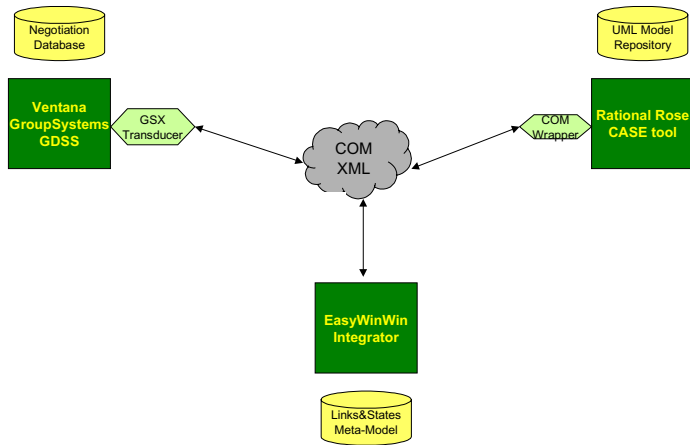 Negotiation
Database
UML Model
Repository
Ventana
GroupSystems
GDSS
GSX
Transducer
COM
XML
COM
Wrapper
Rational Rose
CASE tool
EasyWinWin
Integrator
Links&States
Meta-Model